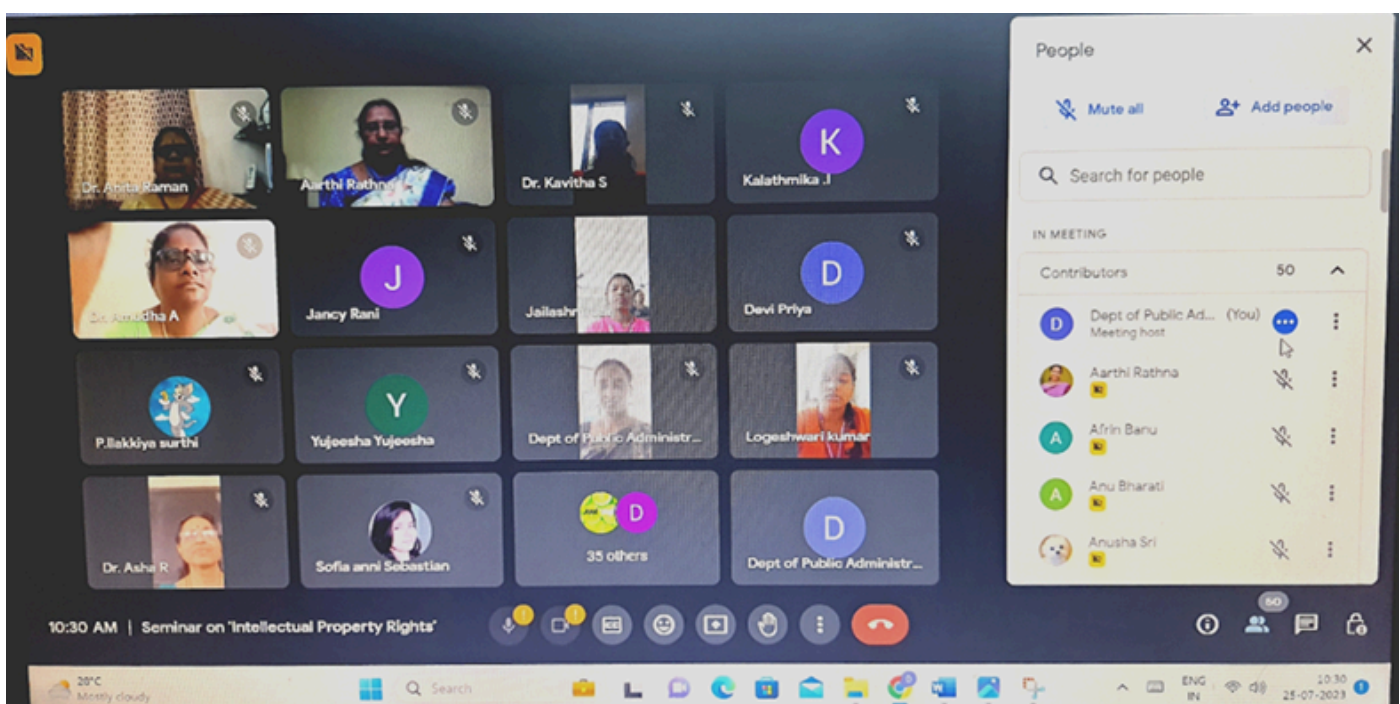 Dr. Anita Raman
Aarthi Rathna
Dr. Kavitha S
K
Kalathmika .I
Dr. Amudha A
J
Jancy Rani
Jailashr
D
Devi Priya
P.Ilakkiya surthi
Y
Yujeesha Yujeesha
Dept of Public Administr...
Logeshwari kumar
Dr. Asha R
Sofia anni Sebastian
D
35 others
D
Dept of Public Administr...
10:30 AM | Seminar on 'Intellectual Property Rights'
People
Mute all
Add people
Search for people
IN MEETING
Contributors 50
D
Dept of Public Ad... (You)
Meeting host
Aarthi Rathna
A
Afrin Banu
A
Anu Bharati
Anusha Sri
50
28°C
Mostly cloudy
Search
ENG
IN
10:30
25-07-2023
1